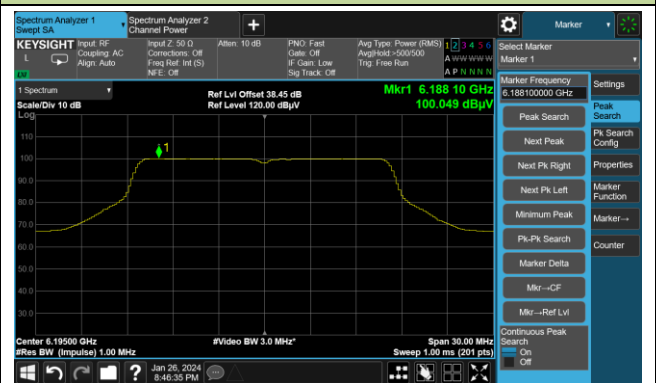 Spectrum Analyzer 1
Swept SA
Spectrum Analyzer 2
Channel Power
Marker
KEYSIGHT
L
Input: RF
Coupling: AC
Align: Auto
Input Z: 50 Ω
Corrections: Off
Freq Ref: Int (S)
NFE: Off
Atten: 10 dB
PNO: Fast
Gate: Off
IF Gain: Low
Sig Track: Off
Avg Type: Power (RMS)
Avg|Hold:>500/500
Trig: Free Run
1 2 3 4 5 6
A W W W W W
A P N N N N
1 Spectrum
Scale/Div 10 dB
Log
Ref Lvl Offset 38.45 dB
Ref Level 120.00 dBµV
Mkr1 6.188 10 GHz
100.049 dBµV
110
100
90.0
80.0
70.0
60.0
50.0
40.0
30.0
1
Center 6.19500 GHz
#Res BW (Impulse) 1.00 MHz
#Video BW 3.0 MHz*
Span 30.00 MHz
Sweep 1.00 ms (201 pts)
Select Marker
Marker 1
Marker Frequency
6.188100000 GHz
Peak Search
Next Peak
Next Pk Right
Next Pk Left
Minimum Peak
Pk-Pk Search
Marker Delta
Mkr→CF
Mkr→Ref Lvl
Continuous Peak
Search
On
Off
Settings
Peak
Search
Pk Search
Config
Properties
Marker
Function
Marker→
Counter
?
Jan 26, 2024
8:46:35 PM